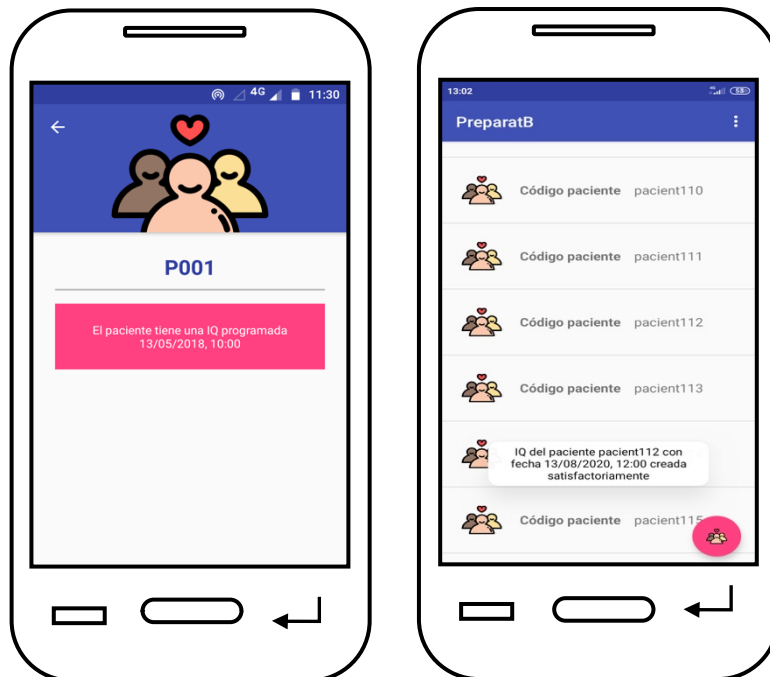 4G 11:30
P001
El paciente tiene una IQ programada
13/05/2018, 10:00
13:02
PreparatB
Código paciente pacient110
Código paciente pacient111
Código paciente pacient112
Código paciente pacient113
IQ del paciente pacient112 con
fecha 13/08/2020, 12:00 creada
satisfactoriamente
Código paciente pacient115